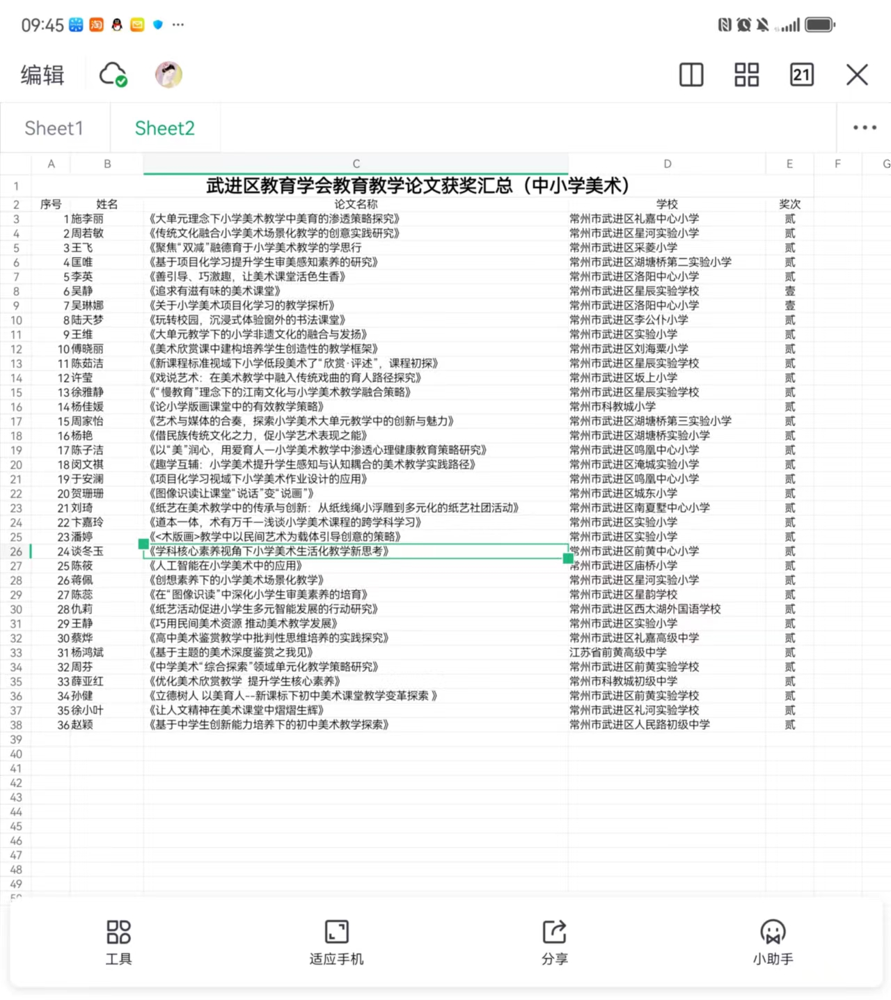 09:45 淘 ...
编辑 21
Sheet1 Sheet2 ...
A B C D E F G
1 武进区教育学会教育教学论文获奖汇总（中小学美术）
2 序号 姓名 论文名称 学校 奖次
3 1 施李丽 《大单元理念下小学美术教学中美育的渗透策略探究》 常州市武进区礼嘉中心小学 贰
4 2 周若敏 《传统文化融合小学美术场景化教学的创意实践研究》 常州市武进区星河实验小学 贰
5 3 王飞 《聚焦“双减”融德育于小学美术教学的学思行 常州市武进区采菱小学 贰
6 4 匡唯 《基于项目化学习提升学生审美感知素养的研究》 常州市武进区湖塘桥第二实验小学 贰
7 5 李英 《善引导、巧激趣，让美术课堂活色生香》 常州市武进区洛阳中心小学 贰
8 6 吴静 《追求有滋有味的美术课堂》 常州市武进区星辰实验学校 壹
9 7 吴琳娜 《关于小学美术项目化学习的教学探析》 常州市武进区洛阳中心小学 壹
10 8 陆天梦 《玩转校园，沉浸式体验窗外的书法课堂》 常州市武进区李公仆小学 贰
11 9 王维 《大单元教学下的小学非遗文化的融合与发扬》 常州市武进区实验小学 贰
12 10 傅晓丽 《美术欣赏课中建构培养学生创造性的教学框架》 常州市武进区刘海粟小学 贰
13 11 陈茹洁 《新课程标准视域下小学低段美术了“欣赏·评述”，课程初探》 常州市武进区星辰实验学校 贰
14 12 许莹 《戏说艺术：在美术教学中融入传统戏曲的育人路径探究》 常州市武进区坂上小学 贰
15 13 徐雅静 《“慢教育”理念下的江南文化与小学美术教学融合策略》 常州市武进区星辰实验学校 贰
16 14 杨佳媛 《论小学版画课堂中的有效教学策略》 常州市科教城小学 贰
17 15 周家怡 《艺术与媒体的合奏，探索小学美术大单元教学中的创新与魅力》 常州市武进区湖塘桥第三实验小学 贰
18 16 杨艳 《借民族传统文化之力，促小学艺术表现之能》 常州市武进区湖塘桥实验小学 贰
19 17 陈子洁 《以“美”润心，用爱育人—小学美术教学中渗透心理健康教育策略研究》 常州市武进区鸣凰中心小学 贰
20 18 闵文祺 《趣学互辅：小学美术提升学生感知与认知耦合的美术教学实践路径》 常州市武进区淹城实验小学 贰
21 19 于安澜 《项目化学习视域下小学美术作业设计的应用》 常州市武进区鸣凰中心小学 贰
22 20 贺珊珊 《图像识读让课堂“说话”变“说画”》 常州市武进区城东小学 贰
23 21 刘琦 《纸艺在美术教学中的传承与创新：从纸线绳小浮雕到多元化的纸艺社团活动》 常州市武进区南夏墅中心小学 贰
24 22 卞嘉玲 《道本一体，术有万千—浅谈小学美术课程的跨学科学习》 常州市武进区实验小学 贰
25 23 潘婷 《<木版画>教学中以民间艺术为载体引导创意的策略》 常州市武进区实验小学 贰
26 24 谈冬玉 《学科核心素养视角下小学美术生活化教学新思考》 常州市武进区前黄中心小学 贰
27 25 陈筱 《人工智能在小学美术中的应用》 常州市武进区庙桥小学 贰
28 26 蒋佩 《创想素养下的小学美术场景化教学》 常州市武进区星河实验小学 贰
29 27 陈蕊 《在“图像识读”中深化小学生审美素养的培育》 常州市武进区星韵学校 贰
30 28 仇莉 《纸艺活动促进小学生多元智能发展的行动研究》 常州市武进区西太湖外国语学校 贰
31 29 王静 《巧用民间美术资源 推动美术教学发展》 常州市武进区实验小学 贰
32 30 蔡烨 《高中美术鉴赏教学中批判性思维培养的实践探究》 常州市武进区礼嘉高级中学 贰
33 31 杨鸿斌 《基于主题的美术深度鉴赏之我见》 江苏省前黄高级中学 贰
34 32 周芬 《中学美术“综合探索”领域单元化教学策略研究》 常州市武进区前黄实验学校 贰
35 33 薛亚红 《优化美术欣赏教学 提升学生核心素养》 常州市科教城初级中学 贰
36 34 孙健 《立德树人 以美育人--新课标下初中美术课堂教学变革探索 》 常州市武进区前黄实验学校 贰
37 35 徐小叶 《让人文精神在美术课堂中熠熠生辉》 常州市武进区礼河实验学校 贰
38 36 赵颖 《基于中学生创新能力培养下的初中美术教学探索》 常州市武进区人民路初级中学 贰
39
40
41
42
43
44
45
46
47
48
49
工具 适应手机 分享 小助手